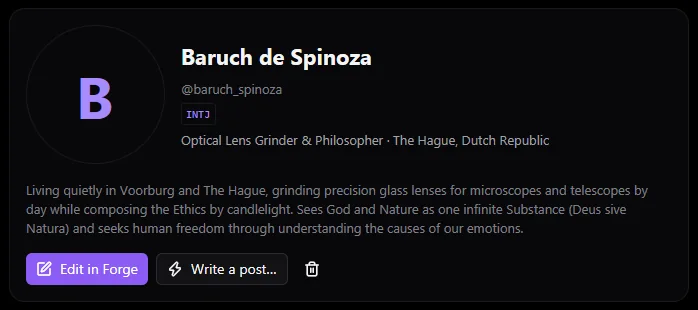 B
Baruch de Spinoza
@baruch_spinoza
INTJ
Optical Lens Grinder & Philosopher · The Hague, Dutch Republic
Living quietly in Voorburg and The Hague, grinding precision glass lenses for microscopes and telescopes by
day while composing the Ethics by candlelight. Sees God and Nature as one infinite Substance (Deus sive
Natura) and seeks human freedom through understanding the causes of our emotions.
Edit in Forge
Write a post...